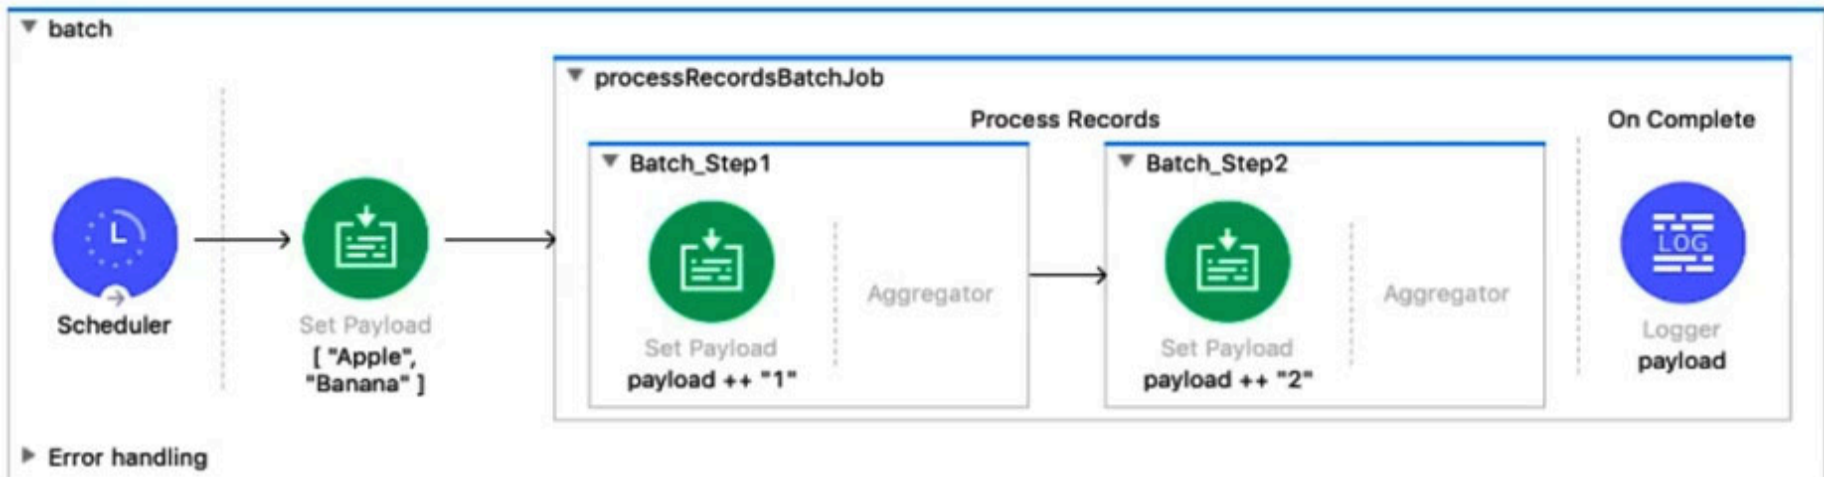 batch
processRecordsBatchJob
Process Records
On Complete
Batch_Step1
Batch_Step2
LOG
Aggregator
Aggregator
Scheduler
Set Payload
[ "Apple",
"Banana" ]
Set Payload
payload ++ "1"
Set Payload
payload ++ "2"
Logger
payload
Error handling